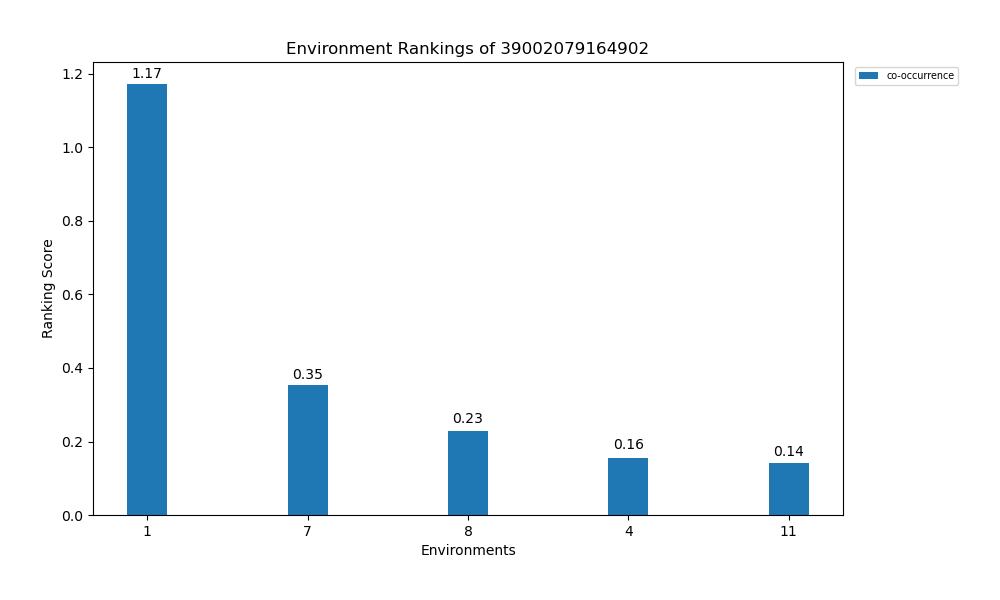 Environment Rankings of 39002079164902
co-occurrence
1.17
0.35
0.23
0.16
0.14
1.2
1.0
0.8
0.6
0.4
0.2
0.0
Ranking Score
1 7 8 4 11
Environments